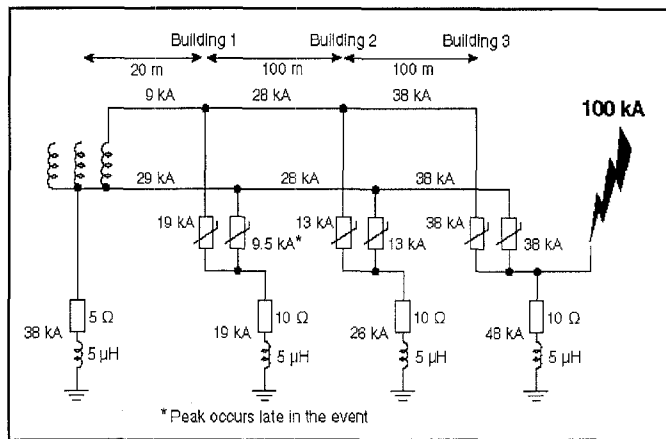 Building 1 Building 2 Building 3
20 m 100 m 100 m
9 kA 28 kA 38 kA
100 kA
29 kA 28 kA 38 kA
19 kA 9.5 kA* 13 kA 13 kA 38 kA 38 kA
5 Ω 10 Ω 10 Ω 10 Ω
38 kA 19 kA 26 kA 48 kA
5 µH 5 µH 5 µH 5 µH
* Peak occurs late in the event